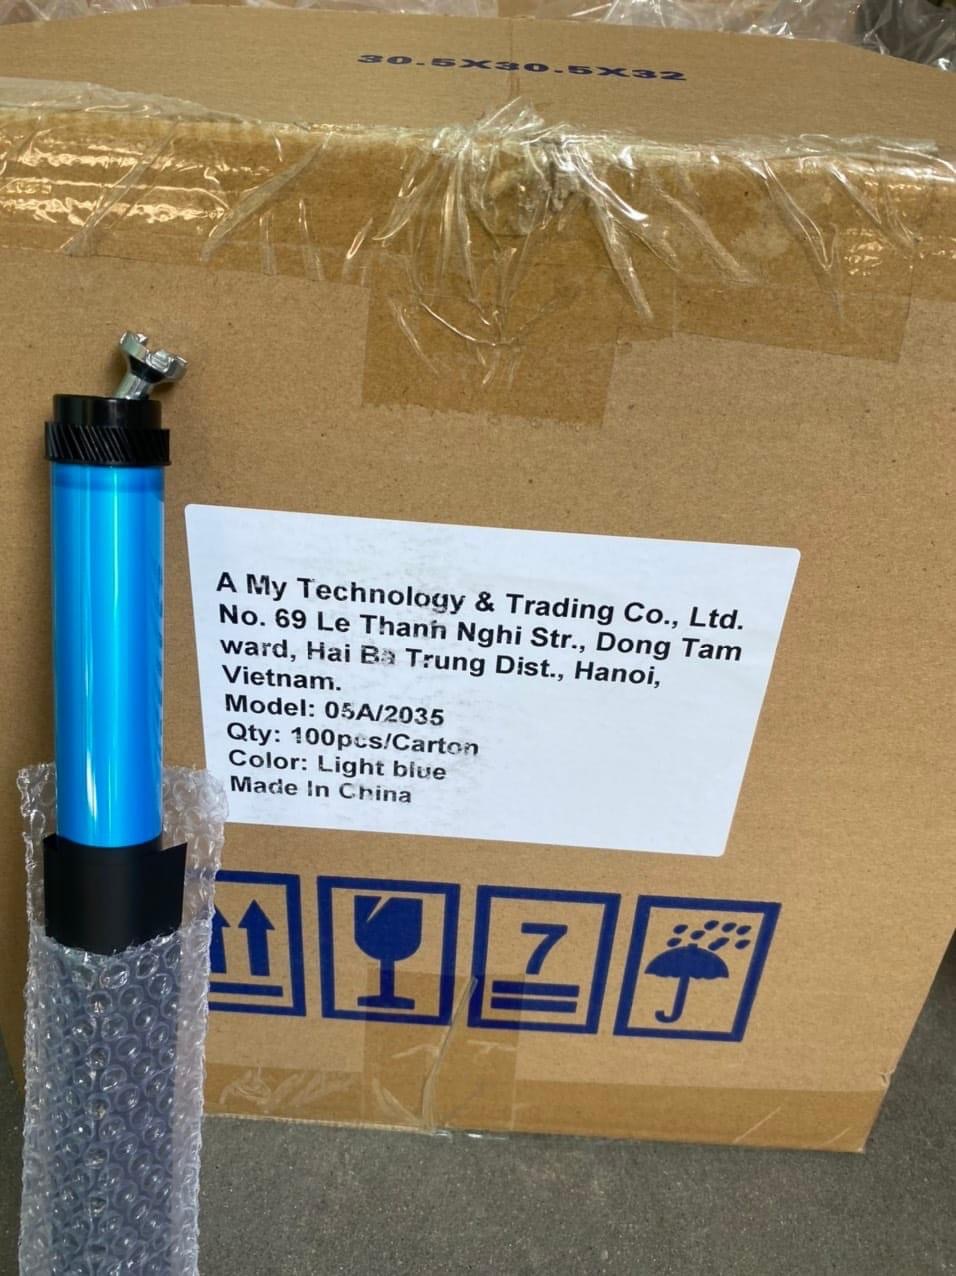 30.5X30.5X32
A My Technology & Trading Co., Ltd.
No. 69 Le Thanh Nghi Str., Dong Tam
ward, Hai Ba Trung Dist., Hanoi,
Vietnam.
Model: 05A/2035
Qty: 100pcs/Carton
Color: Light blue
Made In China
7